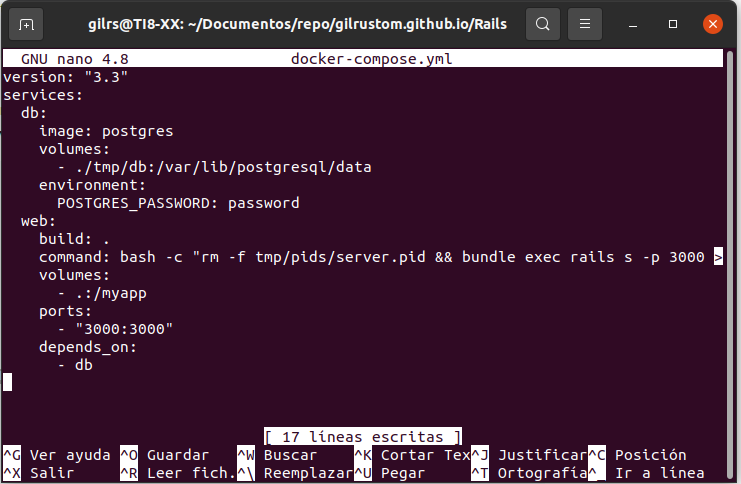 gilrs@TI8-XX: ~/Documentos/repo/gilrustom.github.io/Rails
GNU nano 4.8 docker-compose.yml
version: "3.3"
services:
  db:
    image: postgres
    volumes:
      - ./tmp/db:/var/lib/postgresql/data
    environment:
      POSTGRES_PASSWORD: password
  web:
    build: .
    command: bash -c "rm -f tmp/pids/server.pid && bundle exec rails s -p 3000 >
    volumes:
      - .:/myapp
    ports:
      - "3000:3000"
    depends_on:
      - db
[ 17 líneas escritas ]
^G Ver ayuda ^O Guardar ^W Buscar ^K Cortar Tex^J Justificar^C Posición
^X Salir ^R Leer fich.^\ Reemplazar^U Pegar ^T Ortografía^_ Ir a línea